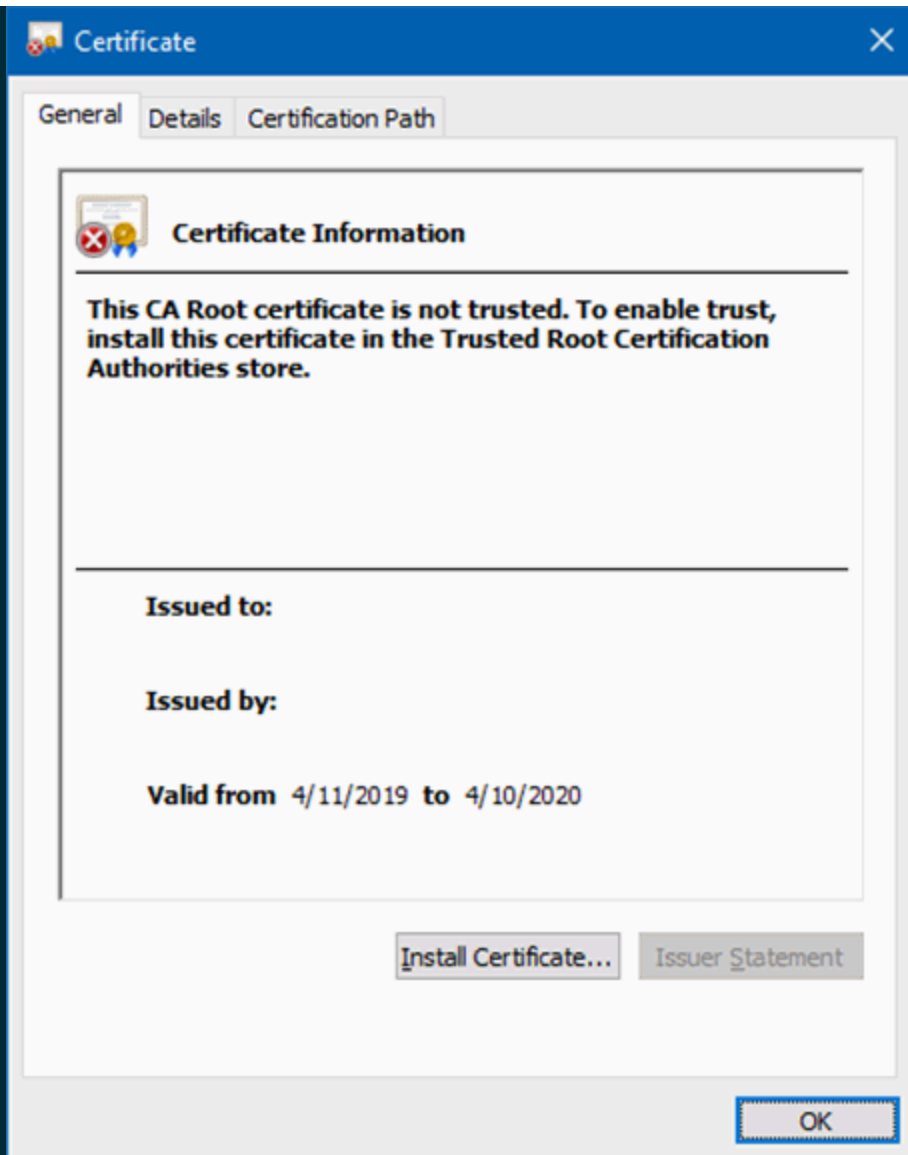 Certificate
General Details Certification Path
Certificate Information
This CA Root certificate is not trusted. To enable trust,
install this certificate in the Trusted Root Certification
Authorities store.
Issued to:
Issued by:
Valid from 4/11/2019 to 4/10/2020
Install Certificate... Issuer Statement
OK